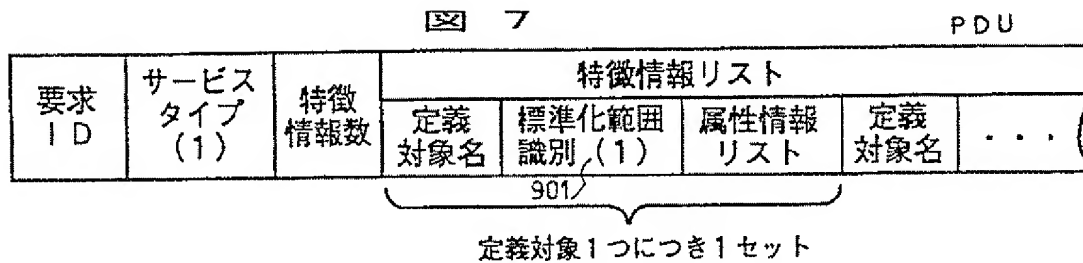 図 7
PDU
要求
ID
サービス
タイプ
(1)
特徴
情報数
特徴情報リスト
定義
対象名
標準化範囲
識別 (1)
属性情報
リスト
定義
対象名
・・・
901
定義対象1つにつき1セット